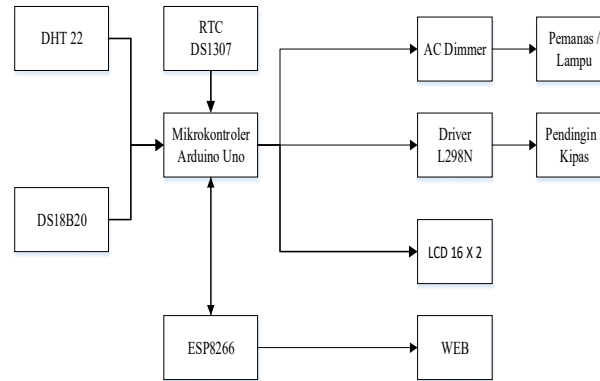 DHT 22
RTC
DS1307
AC Dimmer
Pemanas /
Lampu
Mikrokontroler
Arduino Uno
Driver
L298N
Pendingin /
Kipas
DS18B20
LCD 16 X 2
ESP8266
WEB